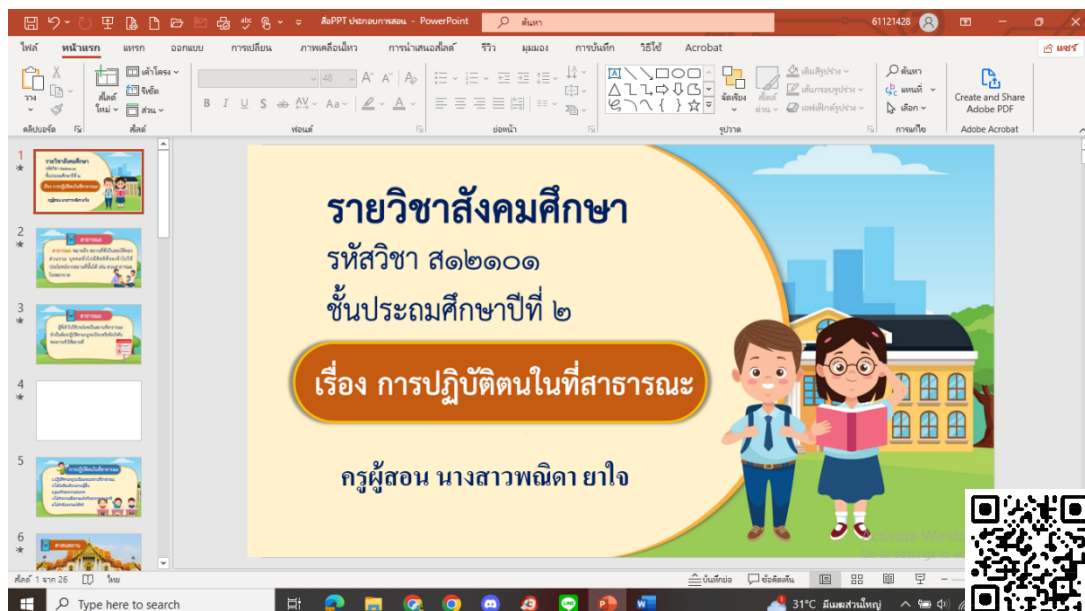 สื่อPPT ประกอบการสอน - PowerPoint
ค้นหา
61121428
ไฟล์ หน้าแรก แทรก ออกแบบ การเปลี่ยน ภาพเคลื่อนไหว การนำเสนอสไลด์ รีวิว มุมมอง การบันทึก วิธีใช้ Acrobat
แชร์
วาง
คลิปบอร์ด
สไลด์ใหม่
เค้าโครง
รีเซ็ต
ส่วน
สไลด์
48
B I U S ab AV Aa
ฟอนต์
ย่อหน้า
จัดเรียง
สไตล์ด่วน
เติมสีรูปร่าง
เส้นกรอบรูปร่าง
เอฟเฟ็กต์รูปร่าง
รูปวาด
ค้นหา
แทนที่
เลือก
การแก้ไข
Create and Share
Adobe PDF
Adobe Acrobat
1
2
3
4
5
6
รายวิชาสังคมศึกษา
รหัสวิชา ส๑๒๑๐๑
ชั้นประถมศึกษาปีที่ ๒
เรื่อง การปฏิบัติตนในที่สาธารณะ
ครูผู้สอน นางสาวพณิดา ยาใจ
สไลด์ 1 จาก 26 ไทย
บันทึกย่อ ข้อคิดเห็น
Type here to search
31°C มีเมฆส่วนใหญ่